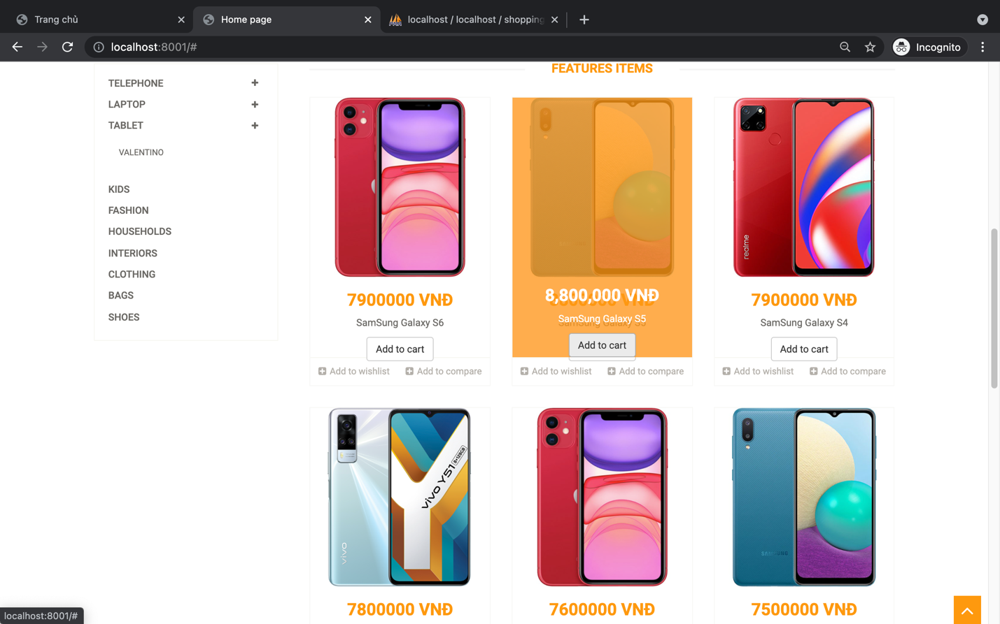 Trang chủ
Home page
localhost / localhost / shopping
localhost:8001/#
Incognito
FEATURES ITEMS
TELEPHONE
LAPTOP
TABLET
VALENTINO
KIDS
FASHION
HOUSEHOLDS
INTERIORS
CLOTHING
BAGS
SHOES
realme
7900000 VNĐ
8,800,000 VNĐ
7900000 VNĐ
SamSung Galaxy S6
SamSung Galaxy S5
SamSung Galaxy S4
Add to cart
Add to cart
Add to cart
Add to wishlist Add to compare
Add to wishlist Add to compare
Add to wishlist Add to compare
vivo Y51 8+128GB
vivo
SAMSUNG
7800000 VNĐ
7600000 VNĐ
7500000 VNĐ
localhost:8001/#